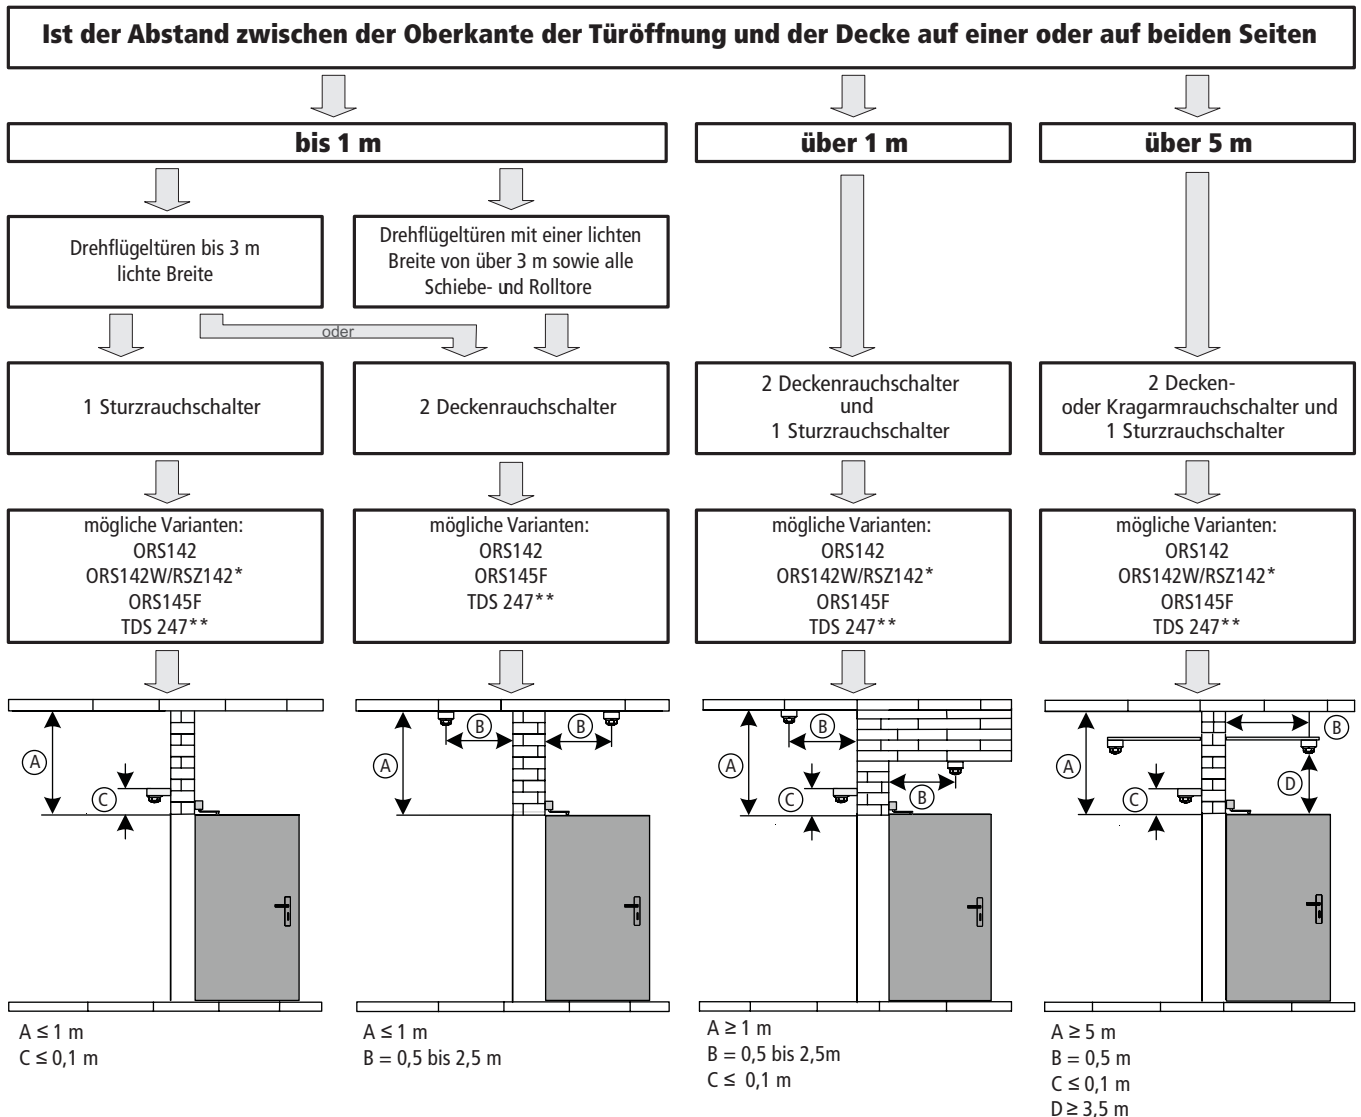 Ist der Abstand zwischen der Oberkante der Türöffnung und der Decke auf einer oder auf beiden Seiten
bis 1 m
über 1 m
über 5 m
Drehflügeltüren bis 3 m
lichte Breite
Drehflügeltüren mit einer lichten
Breite von über 3 m sowie alle
Schiebe- und Rolltore
oder
1 Sturzrauchschalter
2 Deckenrauchschalter
2 Deckenrauchschalter
und
1 Sturzrauchschalter
2 Decken-
oder Kragarmrauchschalter und
1 Sturzrauchschalter
mögliche Varianten:
ORS142
ORS142W/RSZ142*
ORS145F
TDS 247**
mögliche Varianten:
ORS142
ORS145F
TDS 247**
mögliche Varianten:
ORS142
ORS142W/RSZ142*
ORS145F
TDS 247**
mögliche Varianten:
ORS142
ORS142W/RSZ142*
ORS145F
TDS 247**
A
C
A ≤ 1 m
C ≤ 0,1 m
B
B
A
A ≤ 1 m
B = 0,5 bis 2,5 m
B
A
C
B
A ≥ 1 m
B = 0,5 bis 2,5m
C ≤ 0,1 m
B
A
D
C
A ≥ 5 m
B = 0,5 m
C ≤ 0,1 m
D ≥ 3,5 m